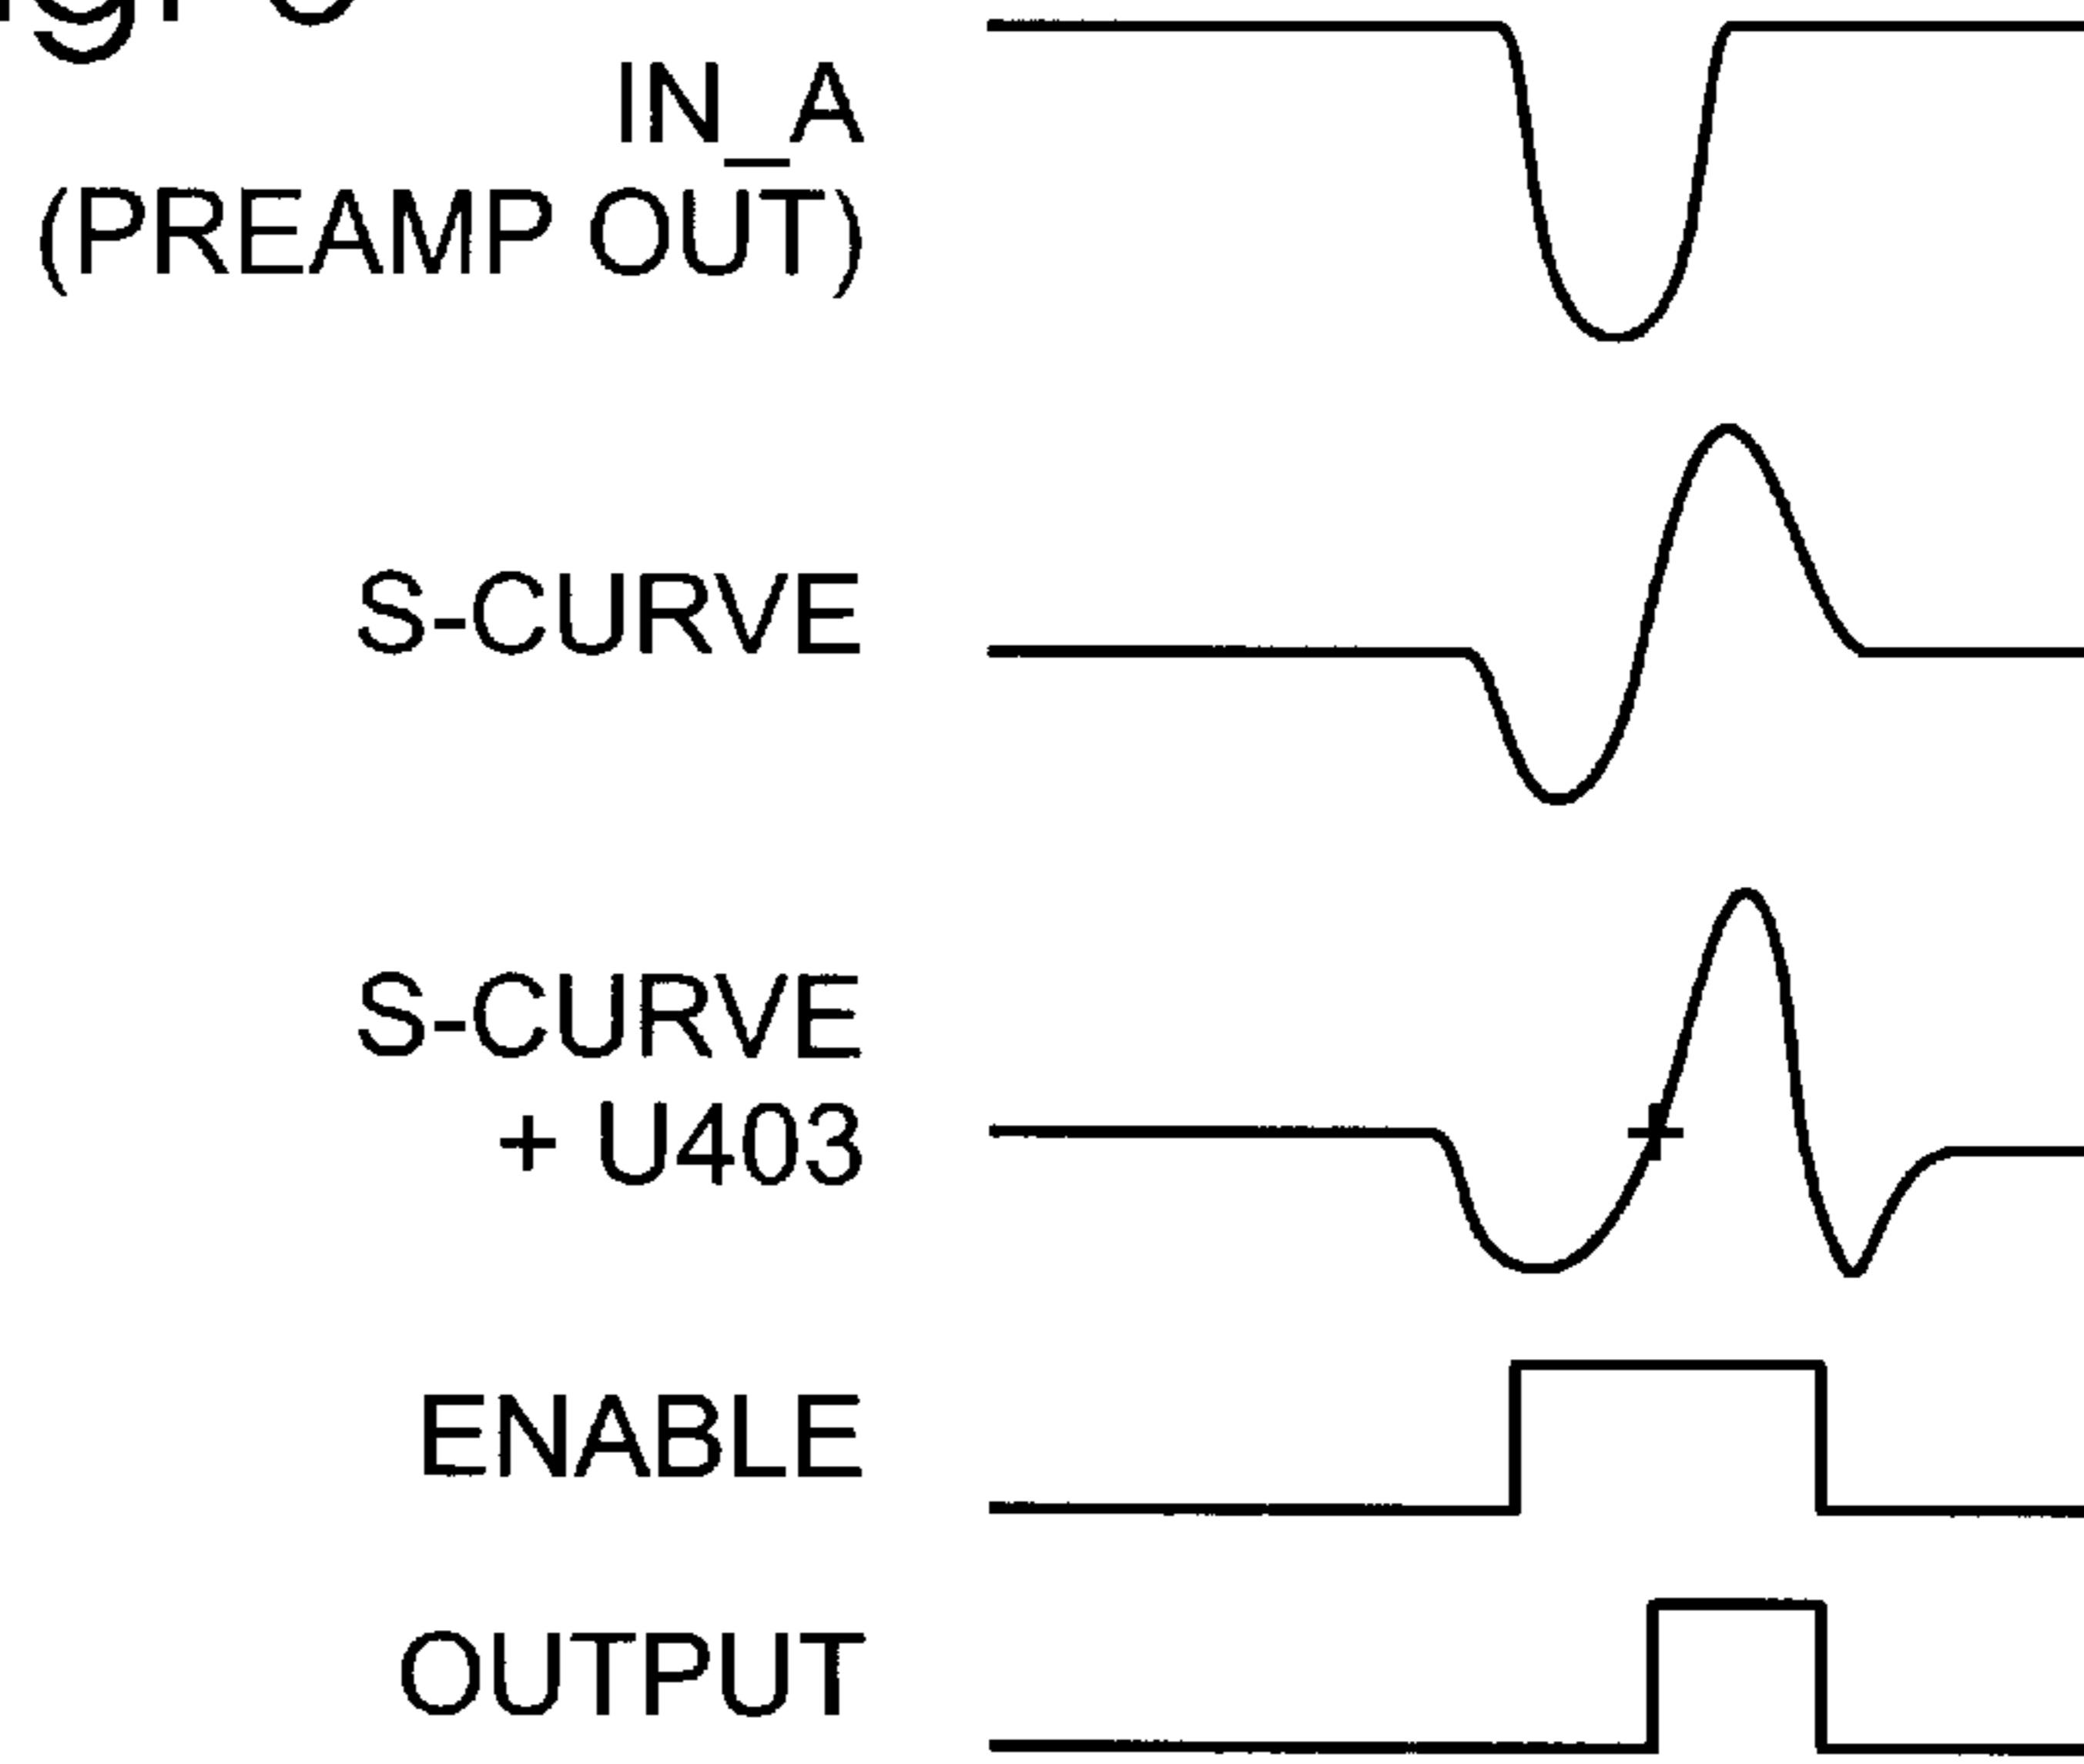 IN_A
(PREAMP OUT)
S-CURVE
S-CURVE
+ U403
ENABLE
OUTPUT